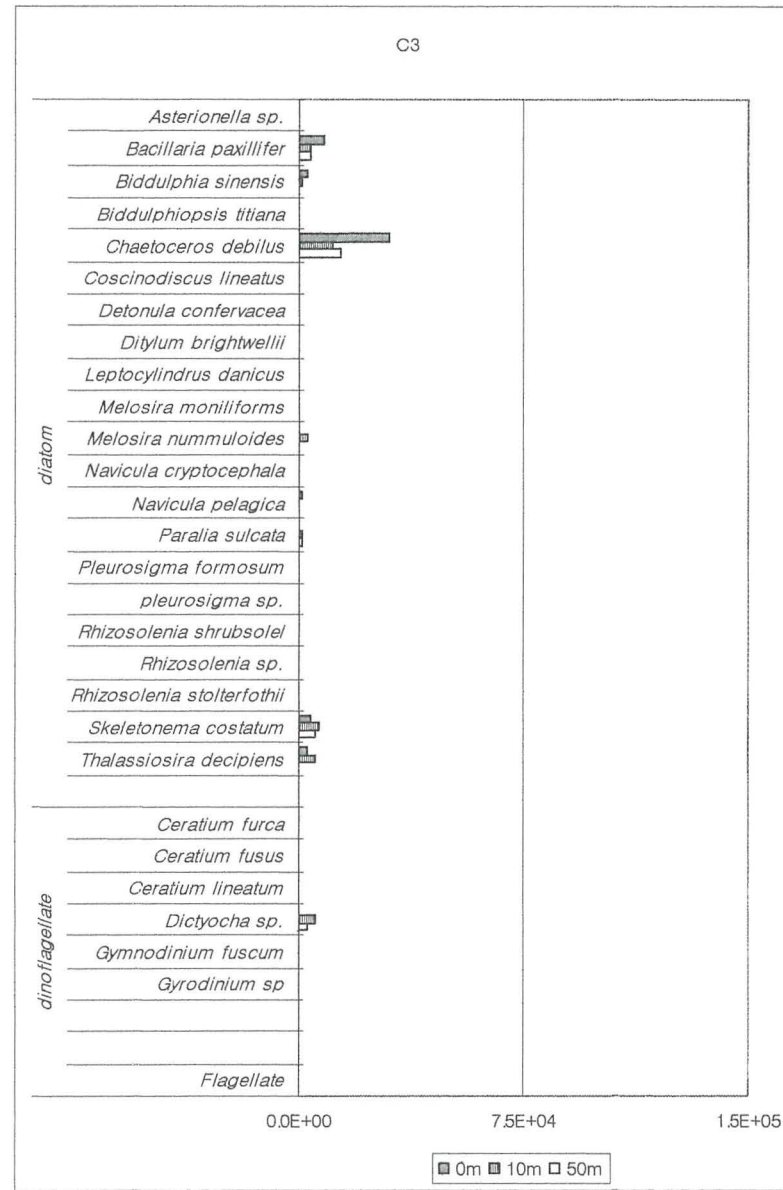 C3
diatom
Asterionella sp.
Bacillaria paxillifer
Biddulphia sinensis
Biddulphiopsis titiana
Chaetoceros debilus
Coscinodiscus lineatus
Detonula confervacea
Ditylum brightwellii
Leptocylindrus danicus
Melosira moniliforms
Melosira nummuloides
Navicula cryptocephala
Navicula pelagica
Paralia sulcata
Pleurosigma formosum
pleurosigma sp.
Rhizosolenia shrubsolel
Rhizosolenia sp.
Rhizosolenia stolterfothii
Skeletonema costatum
Thalassiosira decipiens
dinoflagellate
Ceratium furca
Ceratium fusus
Ceratium lineatum
Dictyocha sp.
Gymnodinium fuscum
Gyrodinium sp
Flagellate
0.0E+00 7.5E+04 1.5E+05
0m 10m 50m